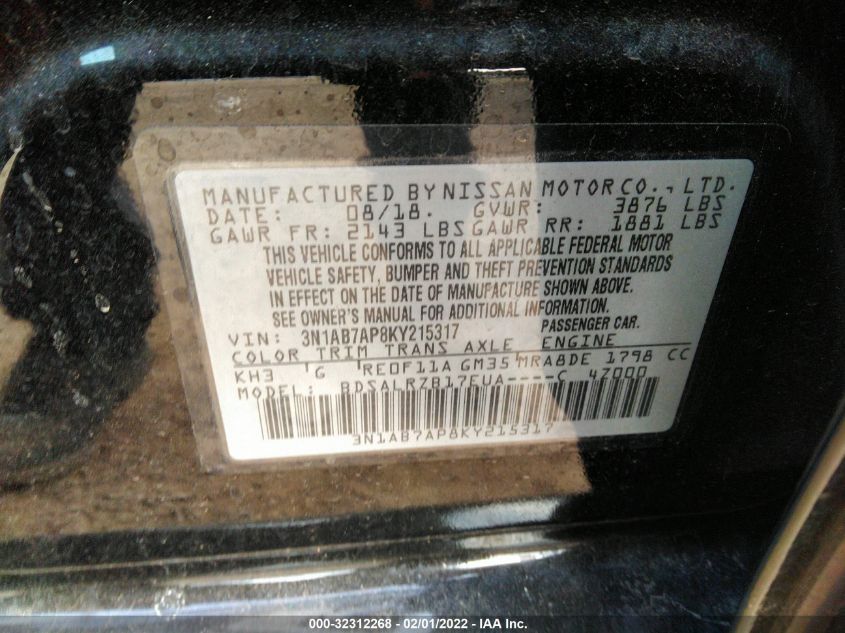 MANUFACTURED BY NISSAN MOTOR CO., LTD.
DATE: 08/18. GVWR: 3876 LBS
GAWR FR: 2143 LBS GAWR RR: 1881 LBS
THIS VEHICLE CONFORMS TO ALL APPLICABLE FEDERAL MOTOR
VEHICLE SAFETY, BUMPER AND THEFT PREVENTION STANDARDS
IN EFFECT ON THE DATE OF MANUFACTURE SHOWN ABOVE.
SEE OWNER'S MANUAL FOR ADDITIONAL INFORMATION.
VIN: 3N1AB7AP8KY215317 PASSENGER CAR.
COLOR TRIM TRANS AXLE ENGINE
KH3 G RE0F11A GM35 MRA8DE 1798 CC
MODEL: BDSALRZB17EUA----C 4Z000
3N1AB7AP8KY215317
000-32312268 - 02/01/2022 - IAA Inc.